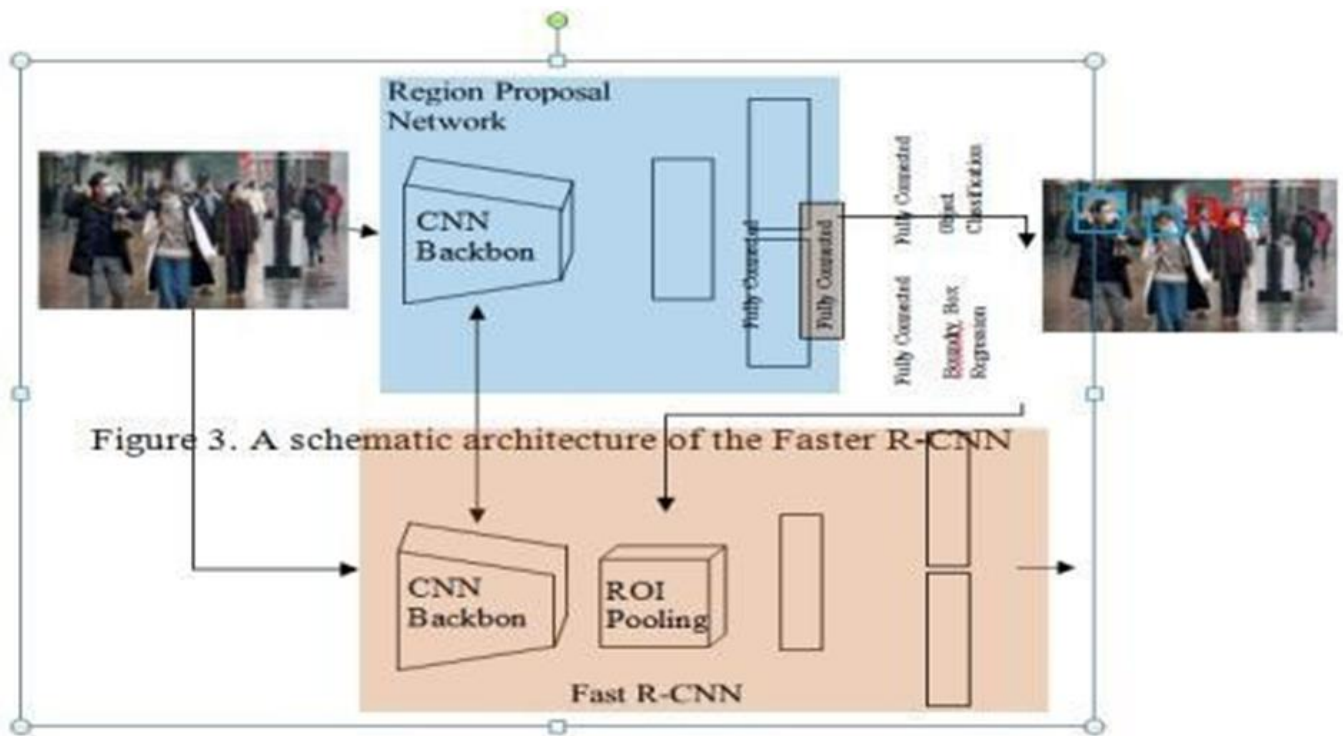 Region Proposal
Network
CNN
Backbon
Fully Connected
Fully Connected
Fully Connected
Object
Classification
Fully Connected
Boundry Box
Regression
Figure 3. A schematic architecture of the Faster R-CNN
CNN
Backbon
ROI
Pooling
Fast R-CNN